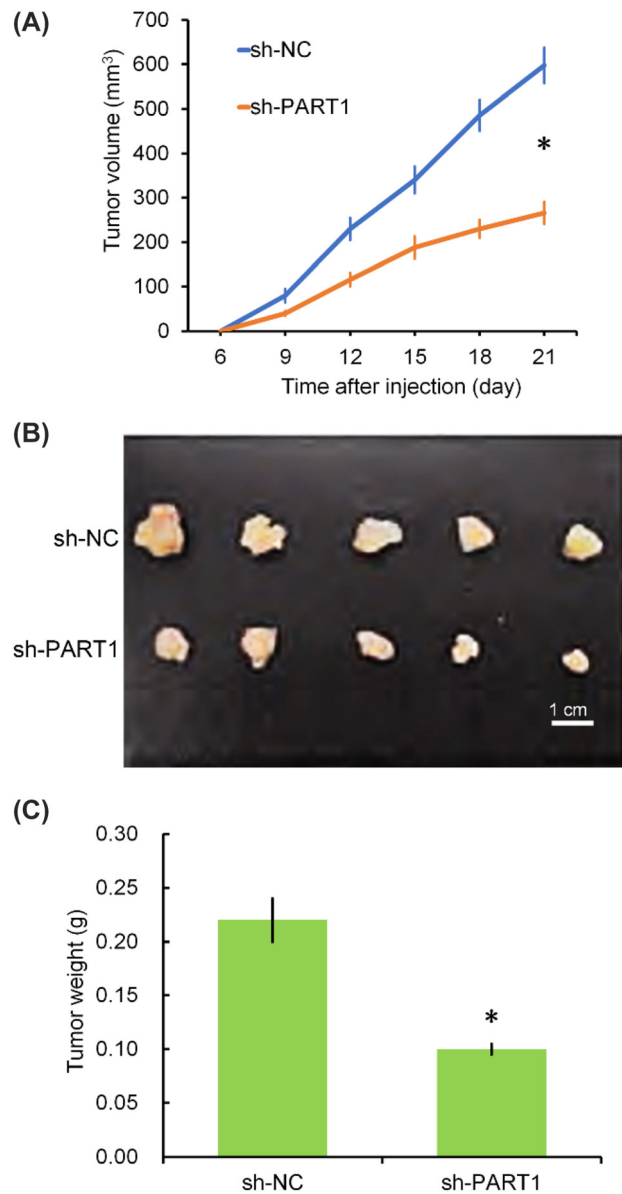 (A)
700
600
500
400
300
200
100
0
Tumor volume (mm³)
sh-NC
sh-PART1
*
6 9 12 15 18 21
Time after injection (day)
(B)
sh-NC
sh-PART1
1 cm
(C)
0.30
0.25
0.20
0.15
0.10
0.05
0.00
Tumor weight (g)
*
sh-NC sh-PART1